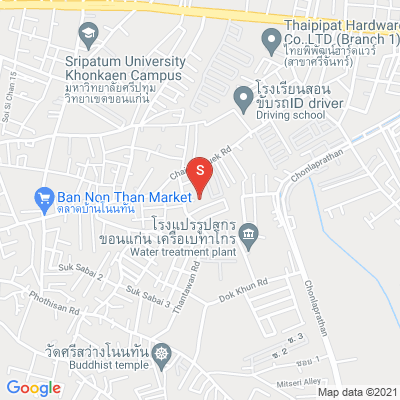 Thaipipat Hardware
Co.,LTD (Branch 1)
ไทยพิพัฒน์ฮาร์ดแวร์
(สาขาศรีจันทร์)
Sripatum University
Khonkaen Campus
มหาวิทยาลัยศรีปทุม
วิทยาเขตขอนแก่น
Soi Si Chan 15
โรงเรียนสอน
ขับรถID driver
Driving school
Chonlaprathan
S
Ban Non Than Market
ตลาดบ้านโนนทัน
โรงแปรรูปสุกร
ขอนแก่น เครือเบทาโกร
Water treatment plant
Suk Sabai 2
Suk Sabai 3
Phothisan Rd
Thantawan Rd
Dok Khun Rd
Chonlaprathan
วัดศรีสว่างโนนทัน
Buddhist temple
ซ. 2
ซ. 3
ซอย 1
Mitseri Alley
Google
Map data ©2021